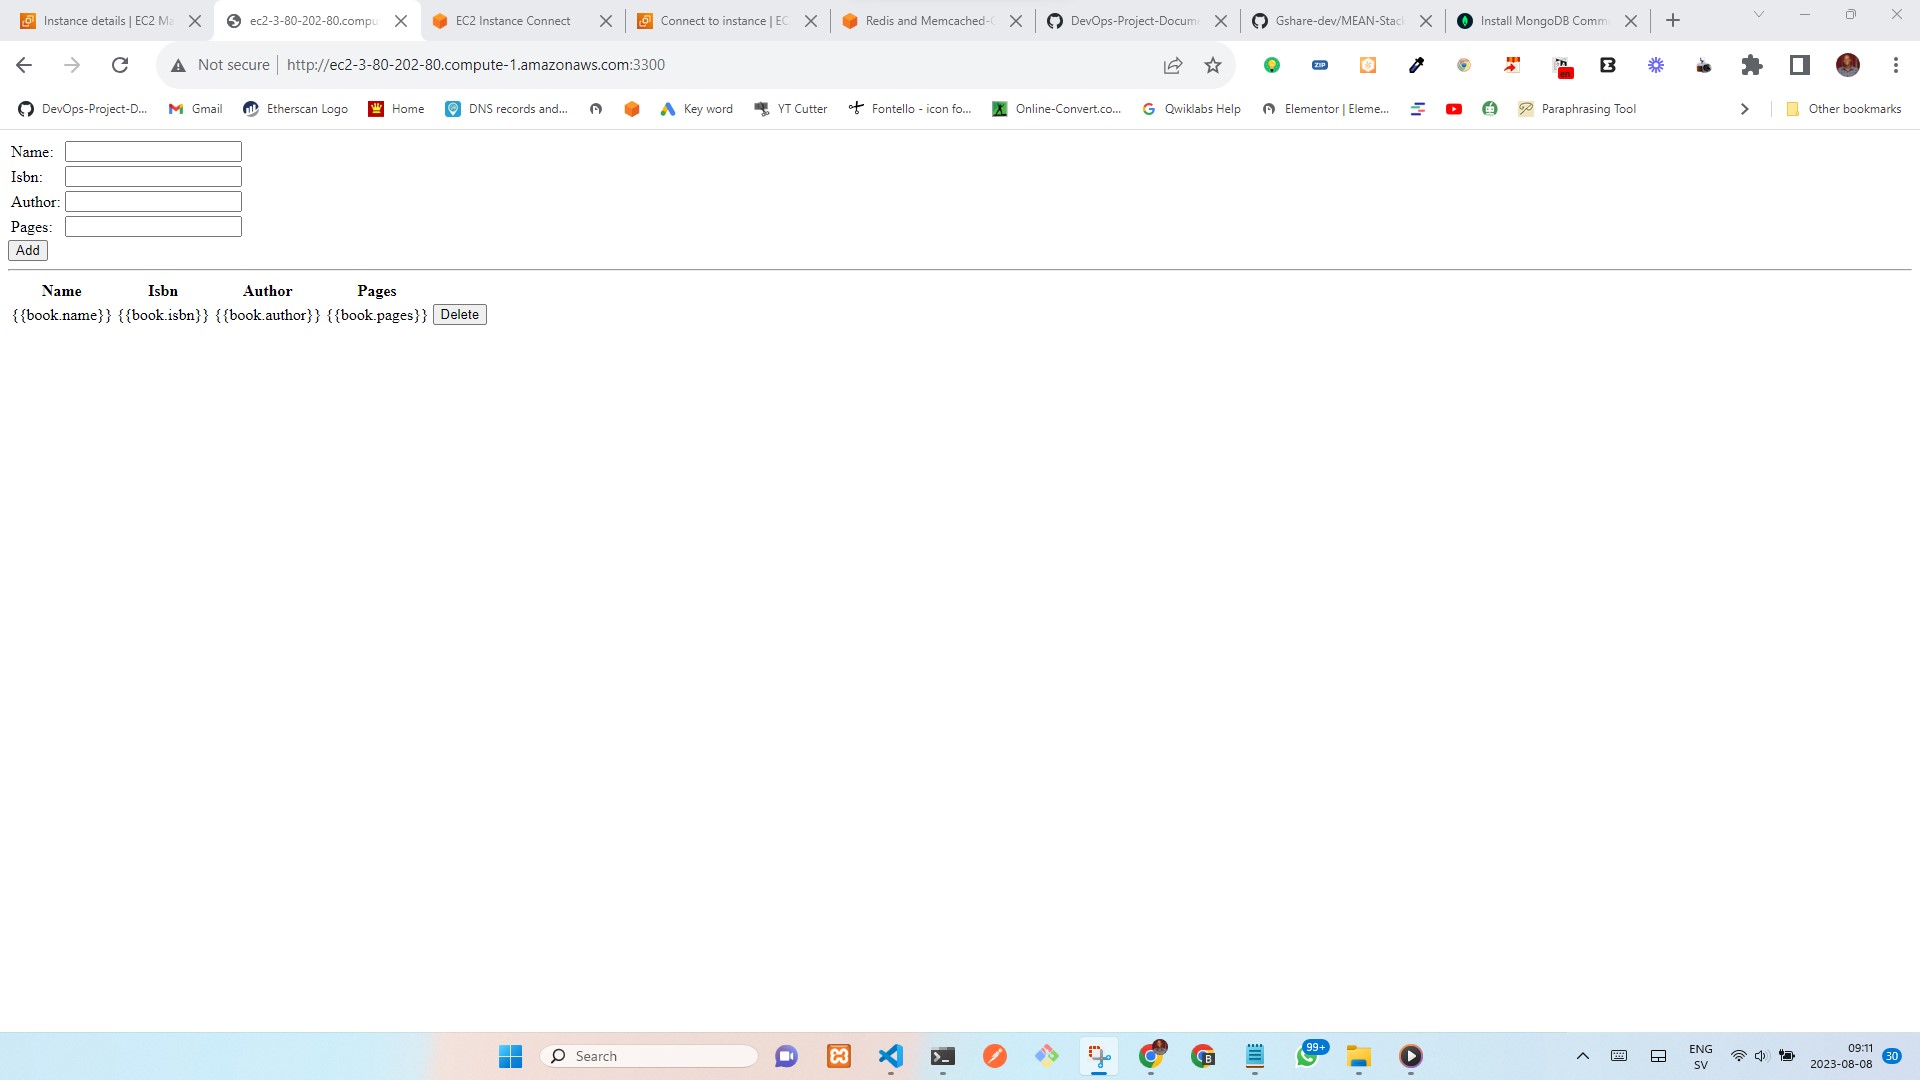 Instance details | EC2 Ma
ec2-3-80-202-80.compu
EC2 Instance Connect
Connect to instance | EC
Redis and Memcached-C
DevOps-Project-Docume
Gshare-dev/MEAN-Stack
Install MongoDB Comm
Not secure
http://ec2-3-80-202-80.compute-1.amazonaws.com:3300
ZIP
en
DevOps-Project-D...
Gmail
Etherscan Logo
Home
DNS records and...
Key word
YT Cutter
Fontello - icon fo...
Online-Convert.co...
Qwiklabs Help
Elementor | Eleme...
Paraphrasing Tool
Other bookmarks
Name:
Isbn:
Author:
Pages:
Add
Name Isbn Author Pages
{{book.name}} {{book.isbn}} {{book.author}} {{book.pages}} Delete
Search
B
99+
ENG
SV
09:11
2023-08-08
30